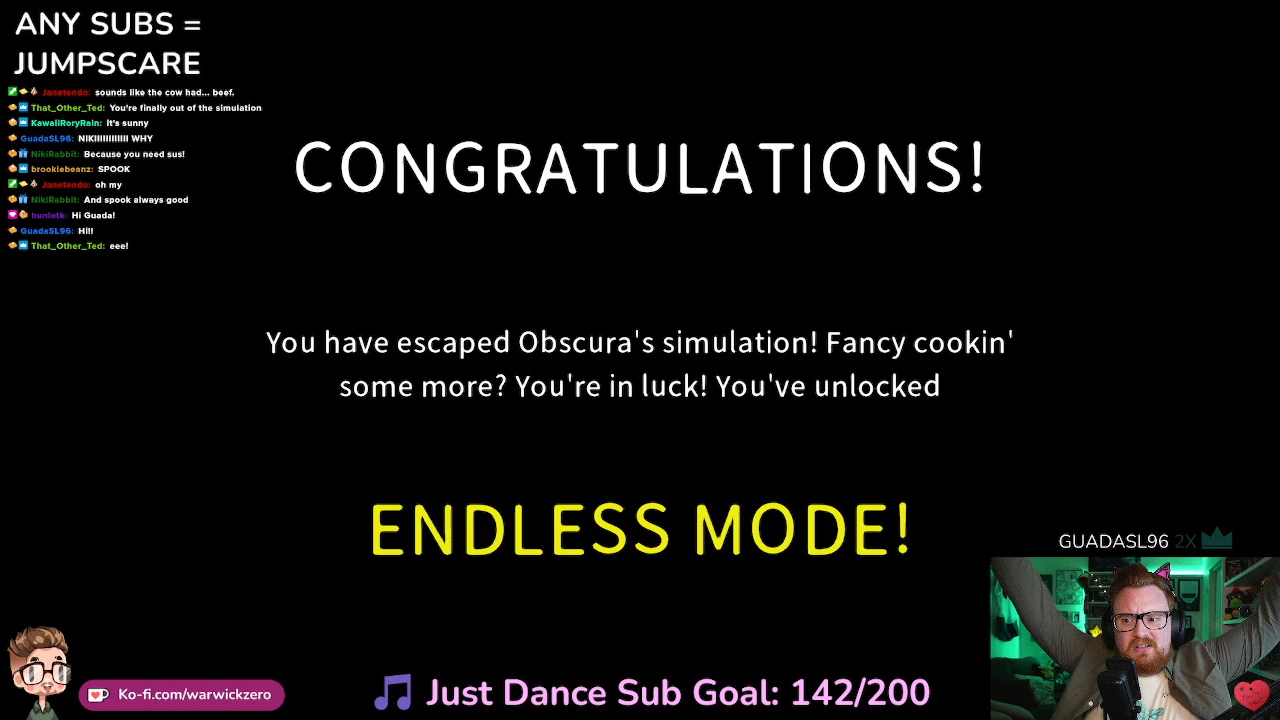 ANY SUBS =
JUMPSCARE
Janetendo: sounds like the cow had... beef.
That_Other_Ted: You're finally out of the simulation
KawaiiRoryRain: it's sunny
GuadaSL96: NIKIIIIIIIIIIII WHY
NikiRabbit: Because you need sus!
brookiebeanz: SPOOK
Janetendo: oh my
NikiRabbit: And spook always good
huniotk: Hi Guada!
GuadaSL96: Hi!!
That_Other_Ted: eee!
CONGRATULATIONS!
You have escaped Obscura's simulation! Fancy cookin'
some more? You're in luck! You've unlocked
ENDLESS MODE!
GUADASL96 2X
Ko-fi.com/warwickzero
Just Dance Sub Goal: 142/200